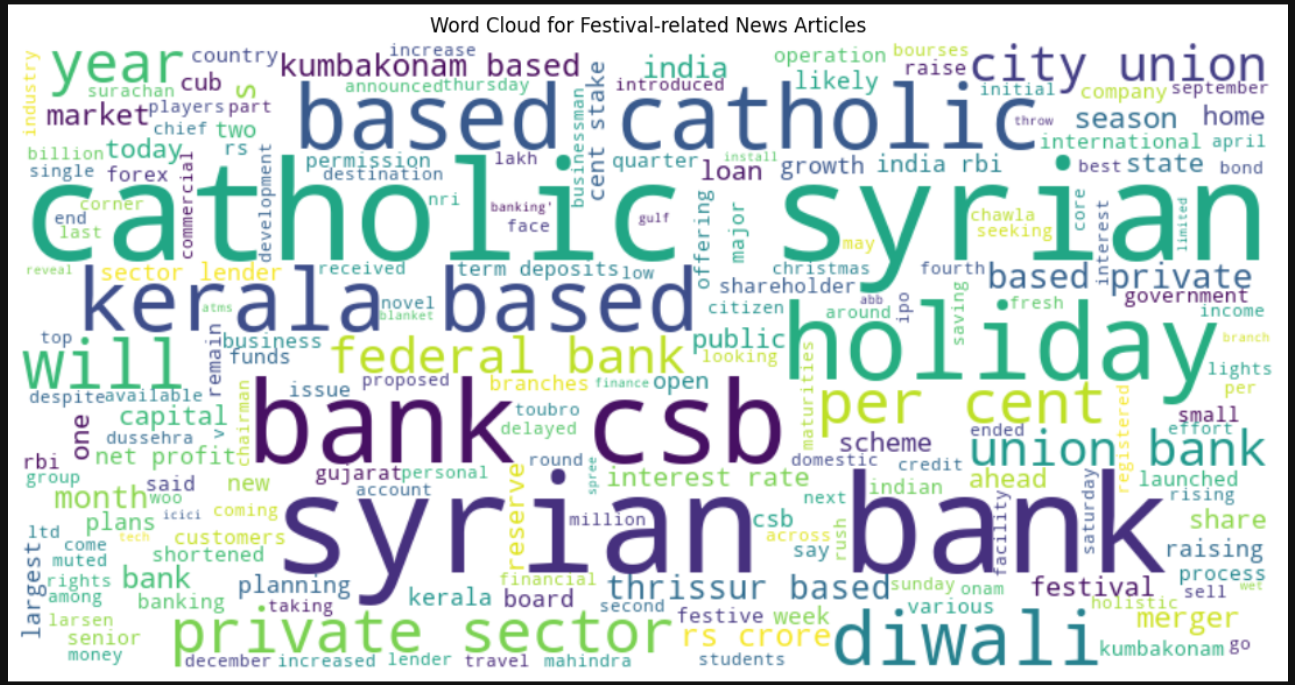 Word Cloud for Festival-related News Articles
industry year country increase operation bourses city union
surachan cub s kumbakonam based india likely raise
market players part announced thursday businessman cent stake introduced initial company september
based catholic throw season home
chief two international april
billion today rs permission lakh quarter install growth india rbi best state bond
single forex commercial development destination nri banking' loan
corner end last face gulf offering major may chawla seeking core interest limited
catholic syrian
reveal sector lender received term deposits low christmas fourth based private
shareholder government
kerala based novel atms blanket citizen abb around ipo saving fresh income
top remain business funds public holiday branch
will federal bank looking lights
issue proposed branches finance open per
despite available chairman maturities registered
one capital bank csb toubro per cent small
dussehra v delayed scheme ended effort
rbi net profit round spree domestic credit union bank
group said new gujarat personal reserve interest rate indian ahead launched
month woo account next rising
plans icici coming syrian bank million csb rush facility saturday share
ltd tech customers across say raising
largest come muted shortened
rights among bank planning financial thrissur based sunday onam festival process wet
banking taking kerala board second various sell
larsen private sector festive week diwali holistic merger
senior rs crore kumbakonam go
money december increased lender travel mahindra students